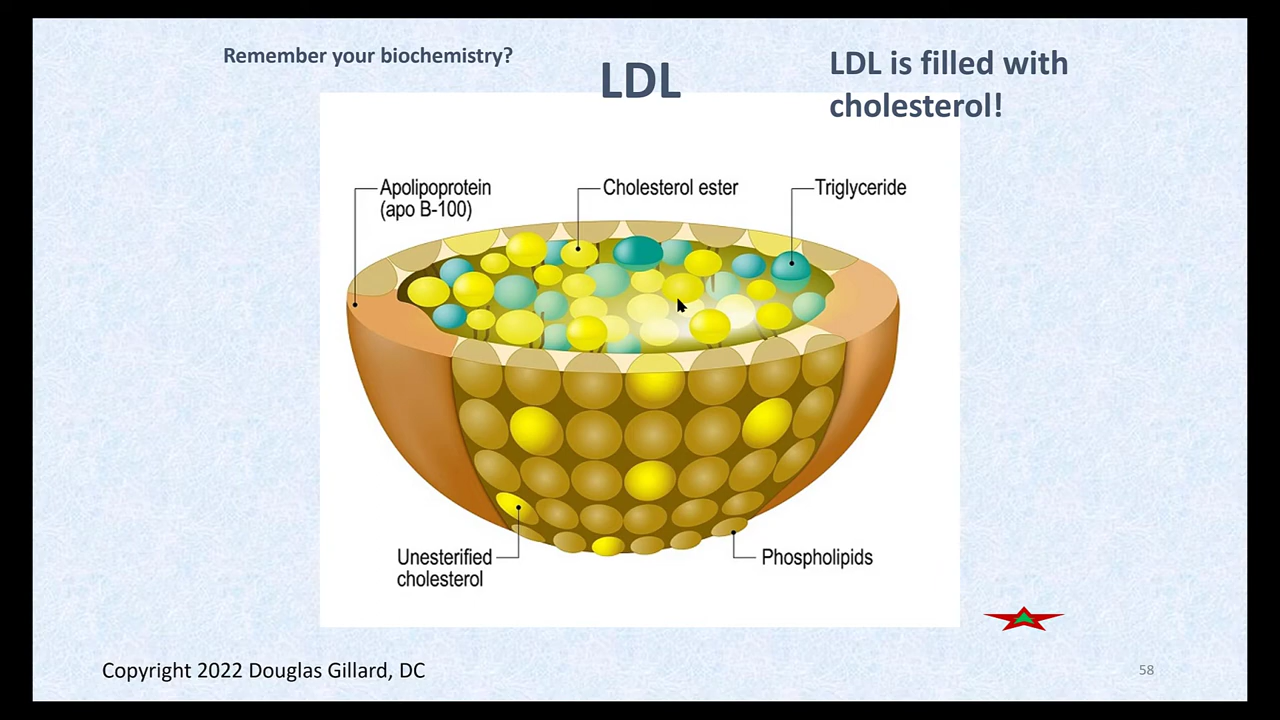 Remember your biochemistry?
LDL
LDL is filled with
cholesterol!
Apolipoprotein
(apo B-100)
Cholesterol ester
Triglyceride
Unesterified
cholesterol
Phospholipids
Copyright 2022 Douglas Gillard, DC
58